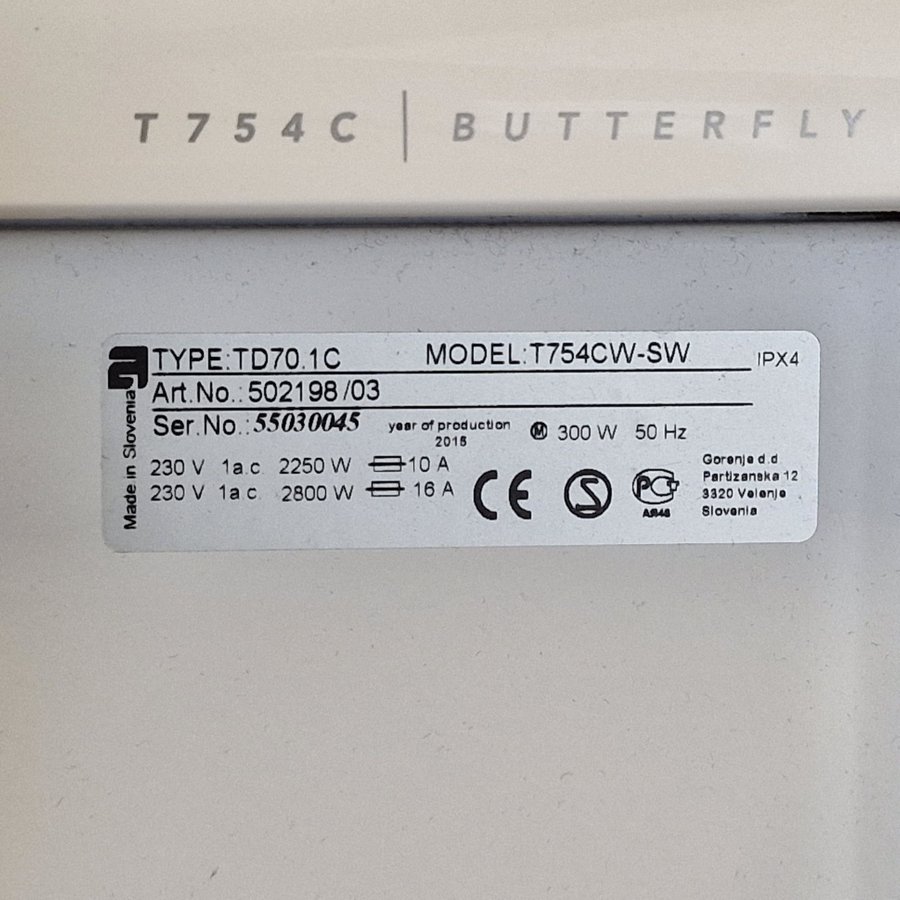 T754C | BUTTERFLY
TYPE:TD70.1C MODEL:T754CW-SW IPX4
Art.No.: 502198/03
Ser.No.: 55030045 year of production 2015 M 300 W 50 Hz
230 V 1a.c 2250 W 10 A
230 V 1a c 2800 W 16 A
CE S PC
Gorenje d.d
Partizanska 12
3320 Velenje
Slovenia
Made in Slovenia